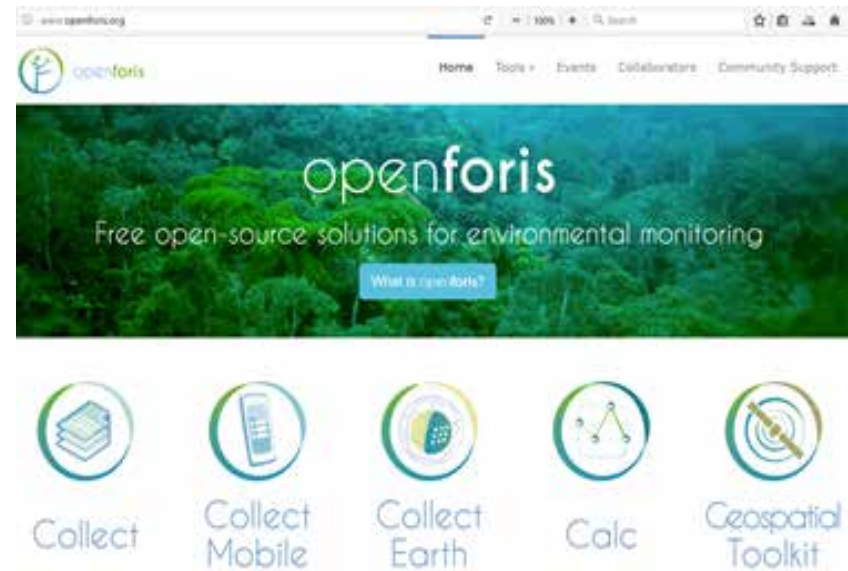 www.openforis.org 100% Search
openforis
Home Tools Events Collaborators Community Support
openforis
Free open-source solutions for environmental monitoring
What is openforis?
Collect
Collect Mobile
Collect Earth
Calc
Geospatial Toolkit